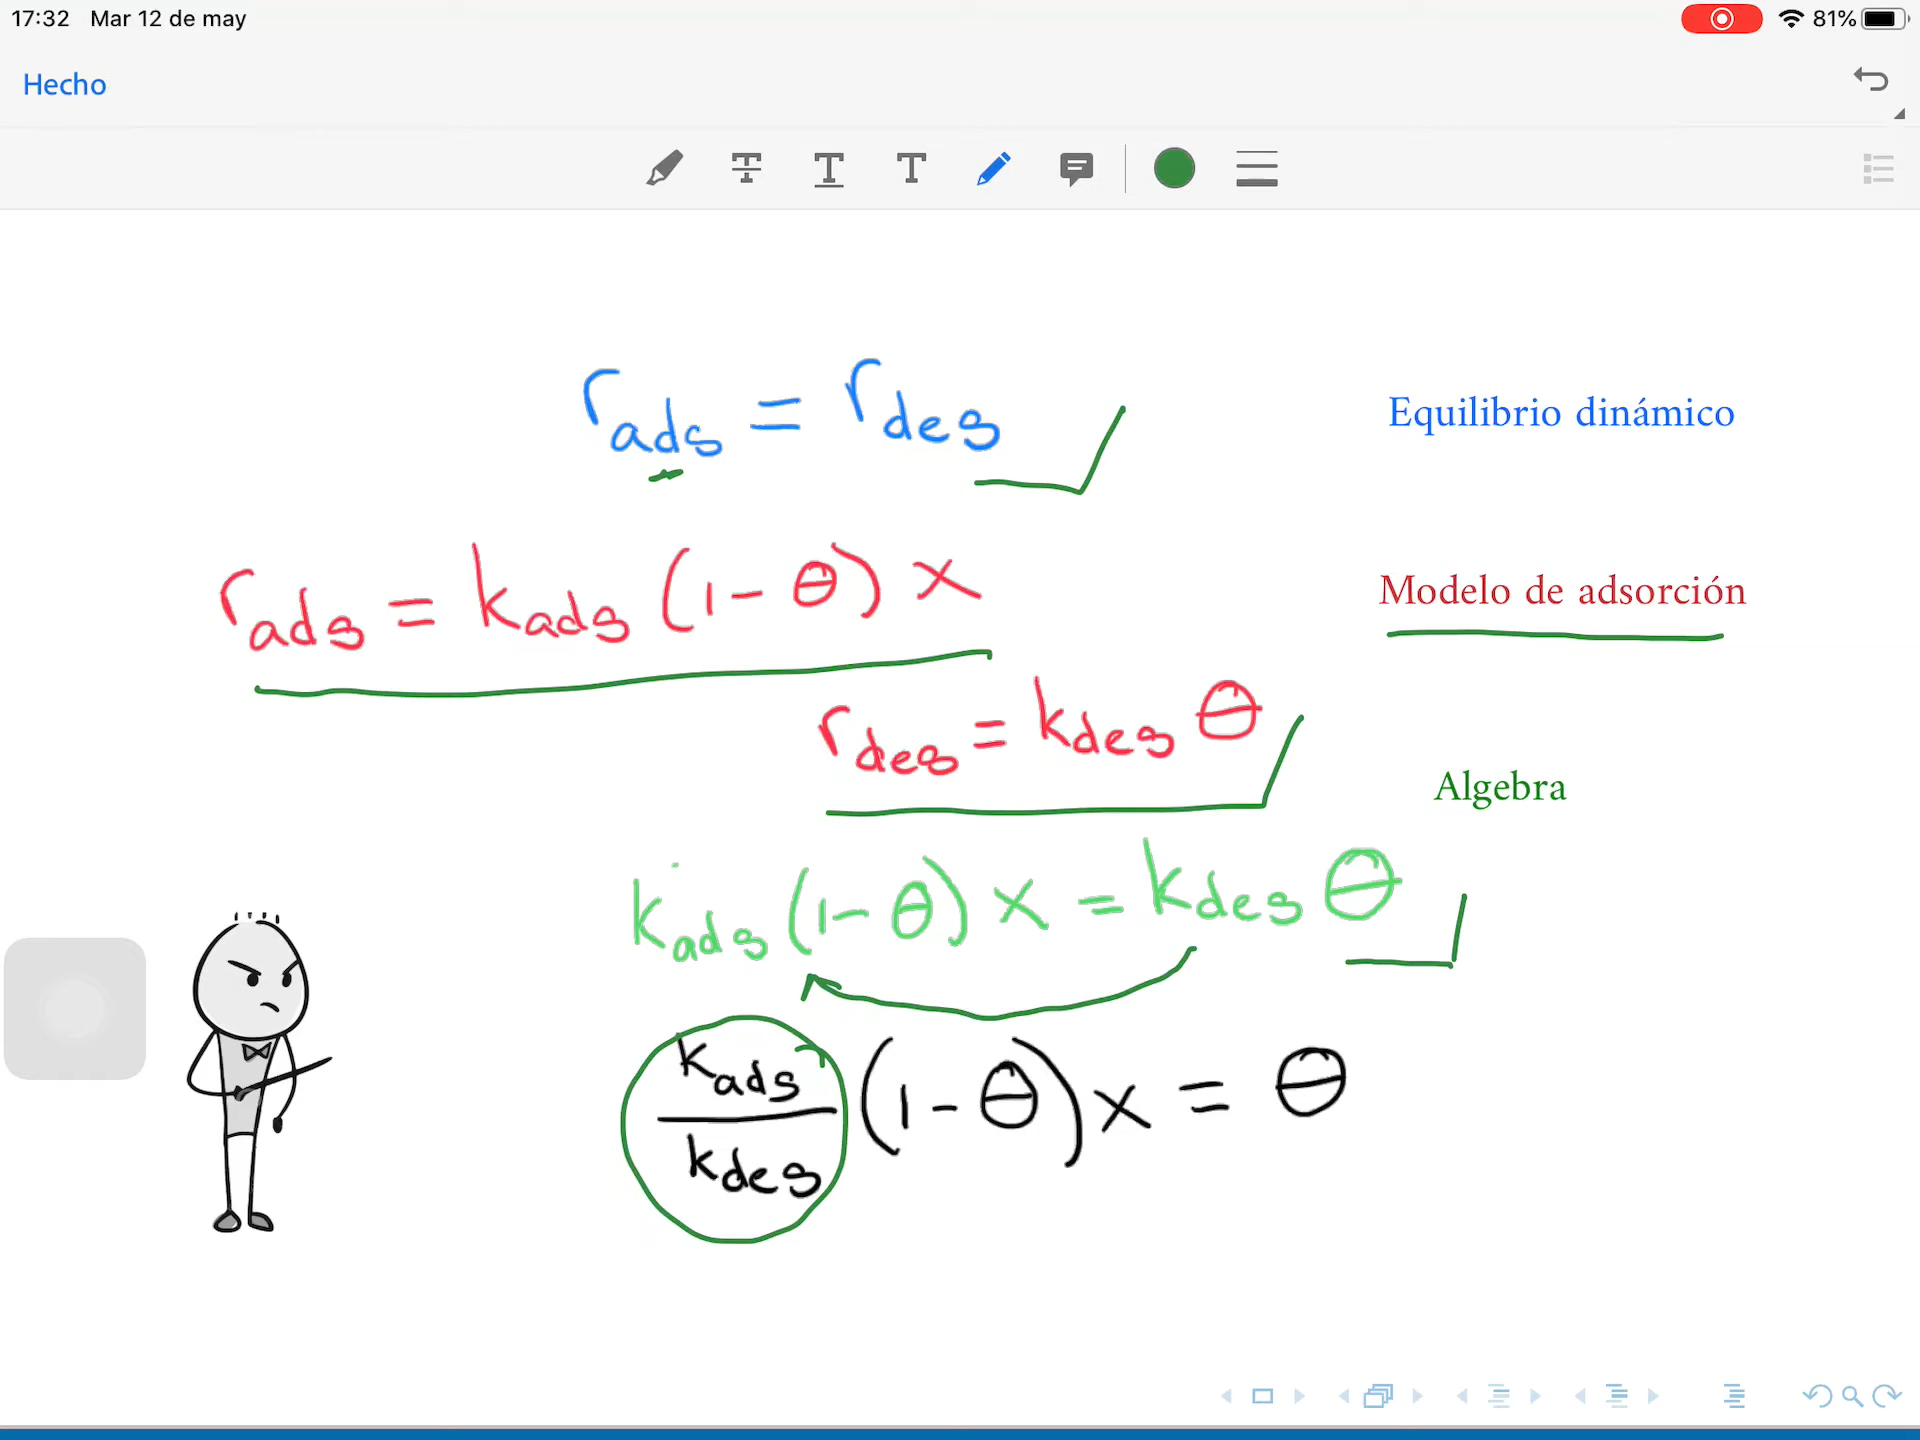 17:32 Mar 12 de may 81%
Hecho
r_ads = r_des
Equilibrio dinámico
r_ads = k_ads (1 - θ) x
Modelo de adsorción
r_des = k_des θ
Algebra
k_ads (1 - θ) x = k_des θ
k_ads / k_des (1 - θ) x = θ